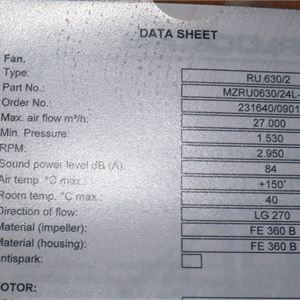 DATA SHEET
Fan.
Type: RU 630/2
Part No.: MZRU0630/24L-
Order No.: 231640/0901
Max. air flow m³/h: 27.000
Min. Pressure: 1.530
RPM: 2.950
Sound power level dB (A): 84
Air temp. °C max.: +150°
Room temp. °C max.: 40
Direction of flow: LG 270
Material (impeller): FE 360 B
Material (housing): FE 360 B
ntispark:
OTOR: